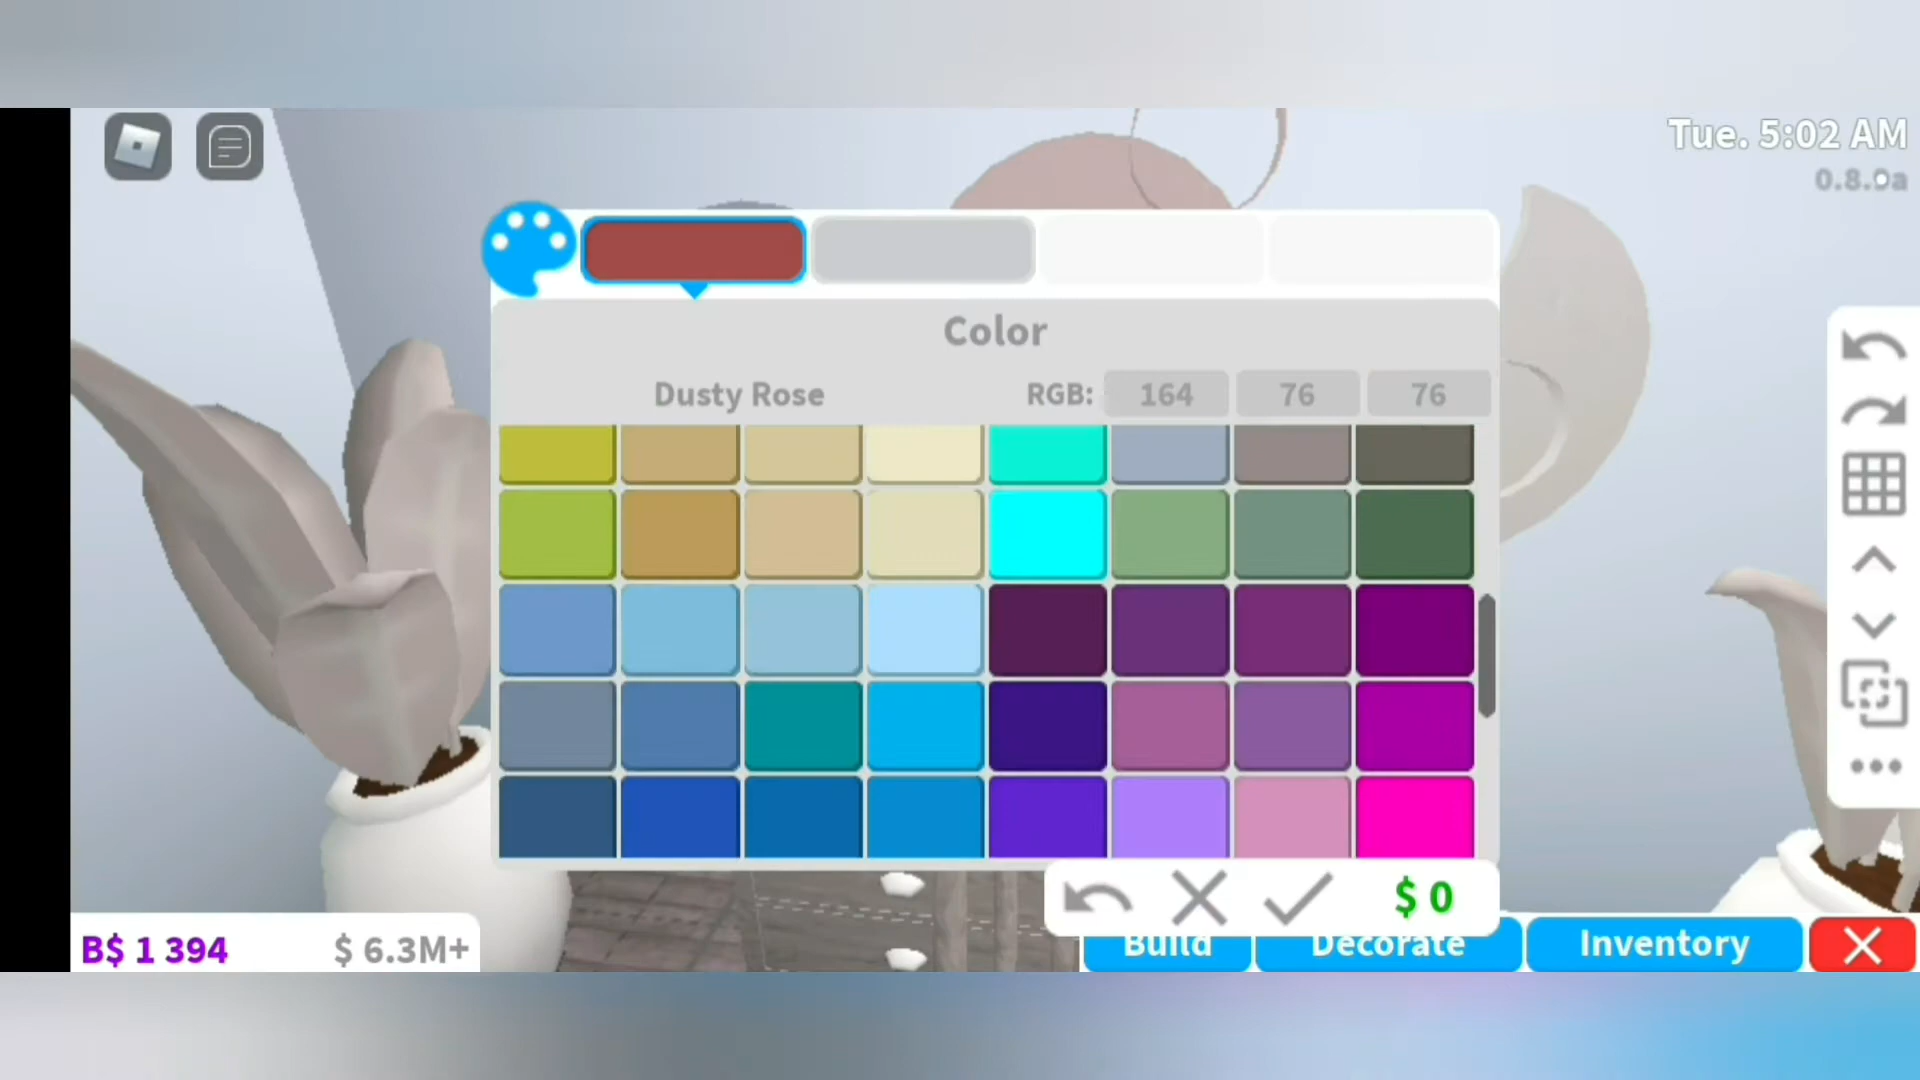 Tue. 5:02 AM
0.8.9a
Color
Dusty Rose
RGB: 164 76 76
$ 0
B$ 1 394
$ 6.3M+
Build
Decorate
Inventory